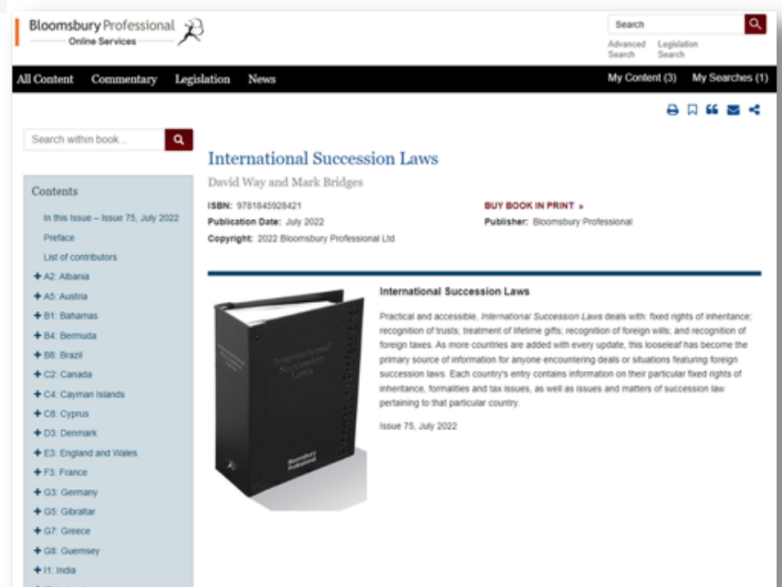 Bloomsbury Professional
Online Services
Search
Advanced Search
Legislation Search
All Content Commentary Legislation News
My Content (3) My Searches (1)
Search within book...
Contents
In this Issue – Issue 75, July 2022
Preface
List of contributors
A2: Albania
A5: Austria
B1: Bahamas
B4: Bermuda
B8: Brazil
C2: Canada
C4: Cayman Islands
C8: Cyprus
D3: Denmark
E3: England and Wales
F3: France
G3: Germany
G5: Gibraltar
G7: Greece
G8: Guernsey
I1: India
International Succession Laws
David Way and Mark Bridges
ISBN: 9781845928421
BUY BOOK IN PRINT »
Publication Date: July 2022
Publisher: Bloomsbury Professional
Copyright: 2022 Bloomsbury Professional Ltd
International
Succession
Laws
Bloomsbury
Professional
International Succession Laws
Practical and accessible, International Succession Laws deals with: fixed rights of inheritance;
recognition of trusts; treatment of lifetime gifts; recognition of foreign wills; and recognition of
foreign taxes. As more countries are added with every update, this looseleaf has become the
primary source of information for anyone encountering deals or situations featuring foreign
succession laws. Each country's entry contains information on their particular fixed rights of
inheritance, formalities and tax issues, as well as issues and matters of succession law
pertaining to that particular country.
Issue 75, July 2022